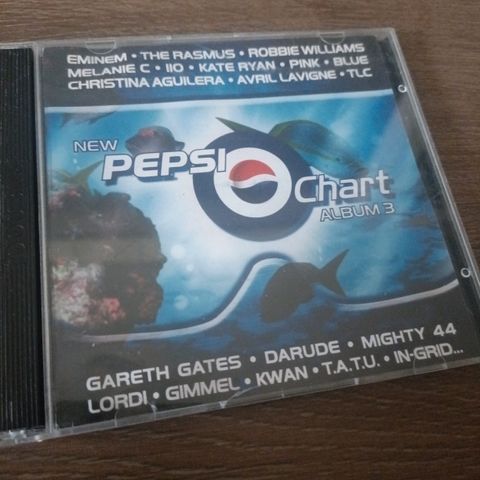 EMINEM • THE RASMUS • ROBBIE WILLIAMS
MELANIE C • IIO • KATE RYAN • PINK • BLUE
CHRISTINA AGUILERA • AVRIL LAVIGNE • TLC
NEW
PEPSI
Chart
ALBUM 3
GARETH GATES • DARUDE • MIGHTY 44
LORDI • GIMMEL • KWAN • T.A.T.U. • IN-GRID...